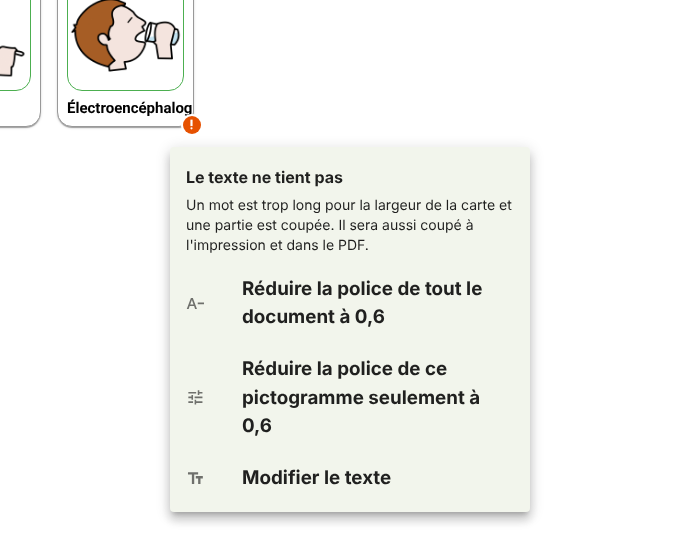 Électroencéphalog
!
Le texte ne tient pas
Un mot est trop long pour la largeur de la carte et
une partie est coupée. Il sera aussi coupé à
l'impression et dans le PDF.
A-
Réduire la police de tout le
document à 0,6
Réduire la police de ce
pictogramme seulement à
0,6
Tт
Modifier le texte